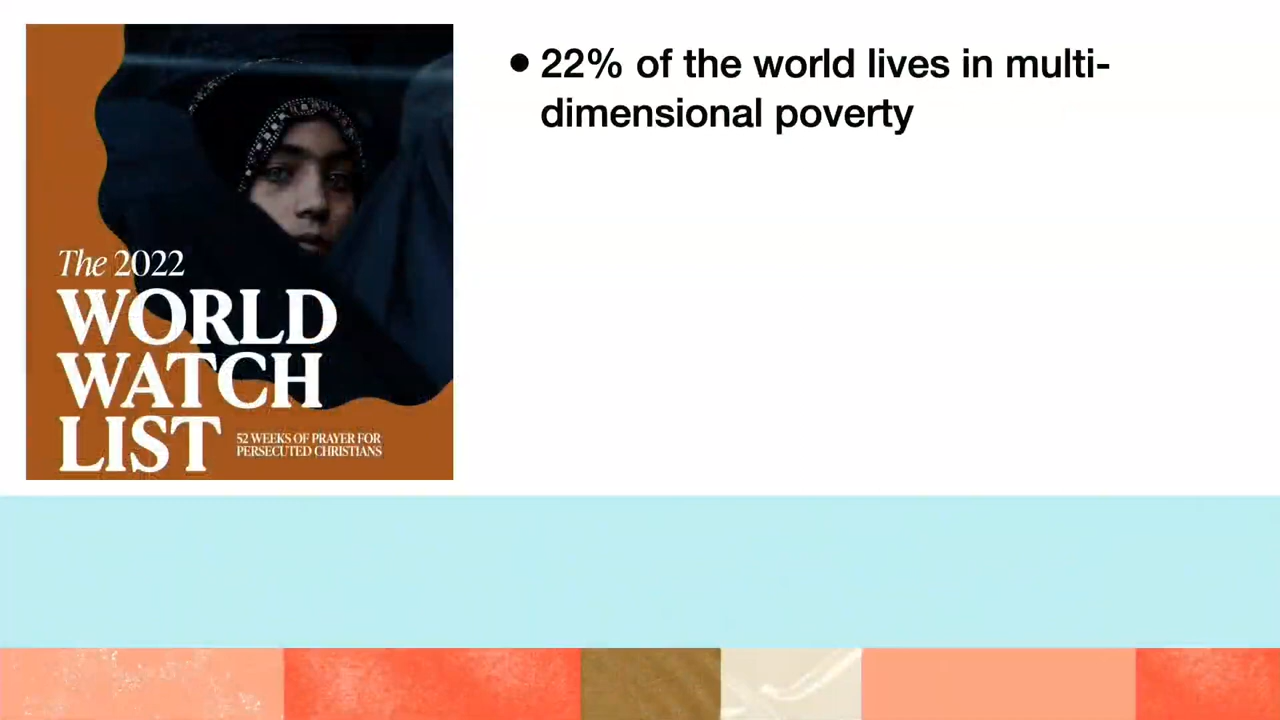 • 22% of the world lives in multi-
dimensional poverty
The 2022
WORLD
WATCH
LIST
52 WEEKS OF PRAYER FOR
PERSECUTED CHRISTIANS